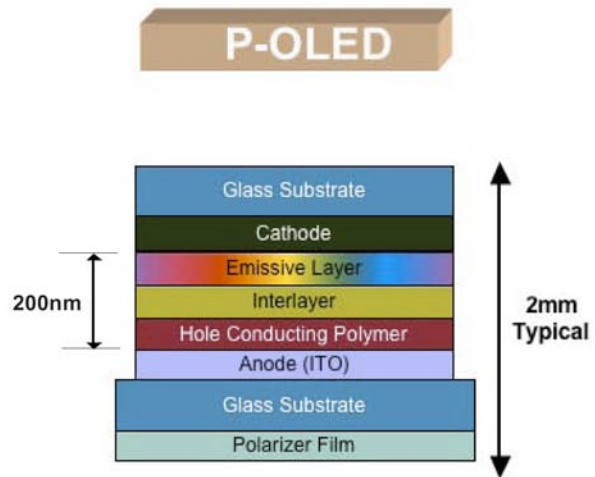 P-OLED
Glass Substrate
Cathode
Emissive Layer
200nm
Interlayer
2mm
Typical
Hole Conducting Polymer
Anode (ITO)
Glass Substrate
Polarizer Film